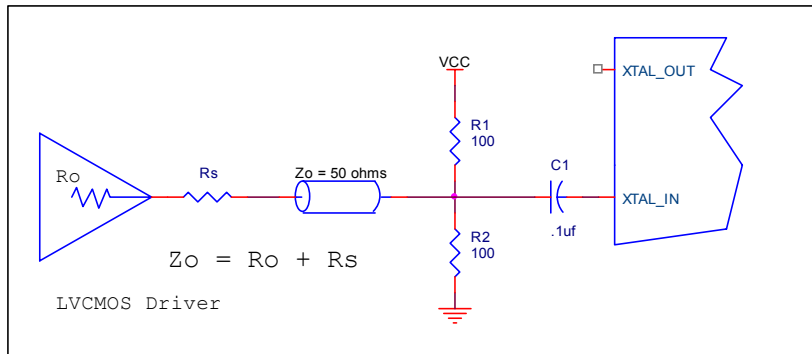 VCC
XTAL_OUT
R1
100
Ro
Rs
Zo = 50 ohms
C1
XTAL_IN
.1uf
R2
100
Zo = Ro + Rs
LVCMOS Driver